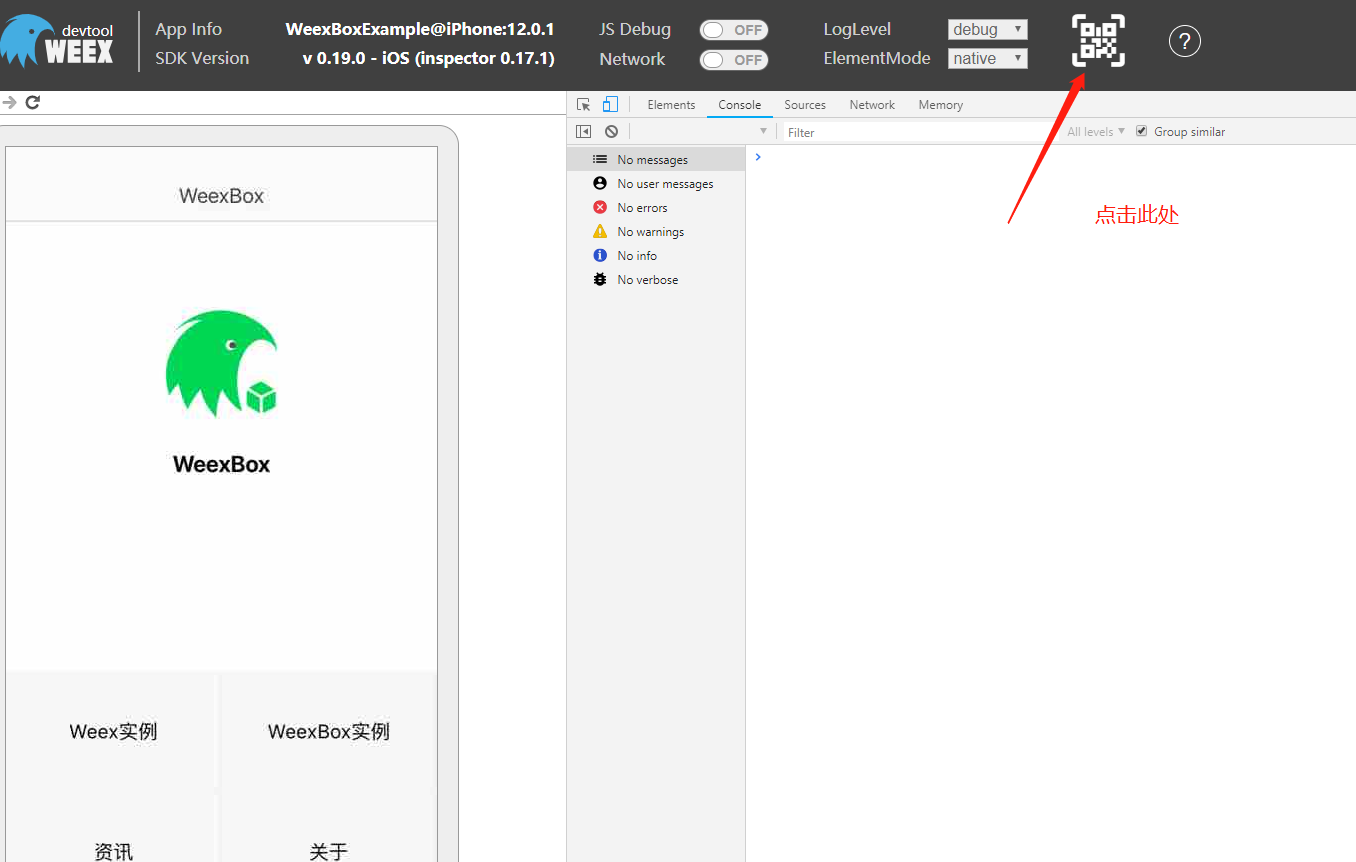 devtool
WEEX
App Info WeexBoxExample@iPhone:12.0.1
SDK Version v 0.19.0 - iOS (inspector 0.17.1)
JS Debug OFF
Network OFF
LogLevel debug
ElementMode native
?
Elements Console Sources Network Memory
Filter All levels Group similar
No messages
No user messages
No errors
No warnings
No info
No verbose
点击此处
WeexBox
WeexBox
Weex实例 WeexBox实例
资讯 关于